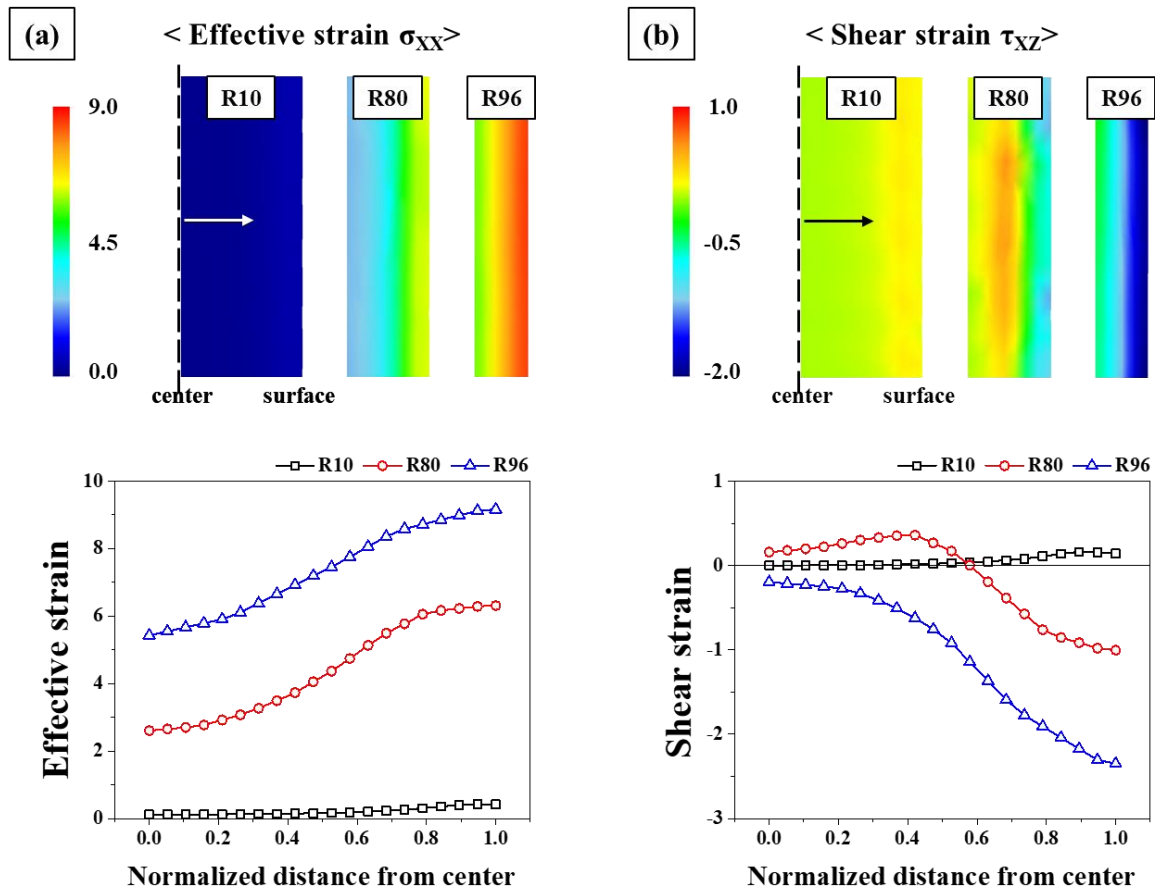 (a)
< Effective strain σXX>
R10
R80
R96
9.0
4.5
0.0
center
surface
R10
R80
R96
10
8
6
4
2
0
Effective strain
0.0
0.2
0.4
0.6
0.8
1.0
Normalized distance from center
(b)
< Shear strain τXZ>
R10
R80
R96
1.0
-0.5
-2.0
center
surface
R10
R80
R96
1
0
-1
-2
-3
Shear strain
0.0
0.2
0.4
0.6
0.8
1.0
Normalized distance from center